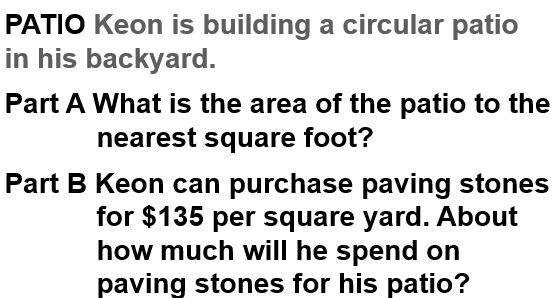 PATIO Keon is building a circular patio
in his backyard.
Part A What is the area of the patio to the
nearest square foot?
Part B Keon can purchase paving stones
for $135 per square yard. About
how much will he spend on
paving stones for his patio?